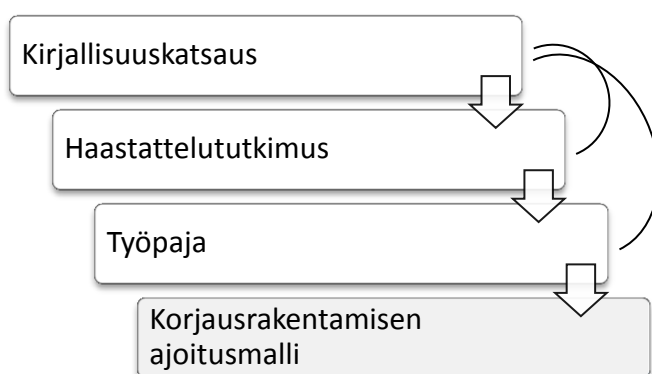 Kirjallisuuskatsaus
Haastattelututkimus
Työpaja
Korjausrakentamisen
ajoitusmalli